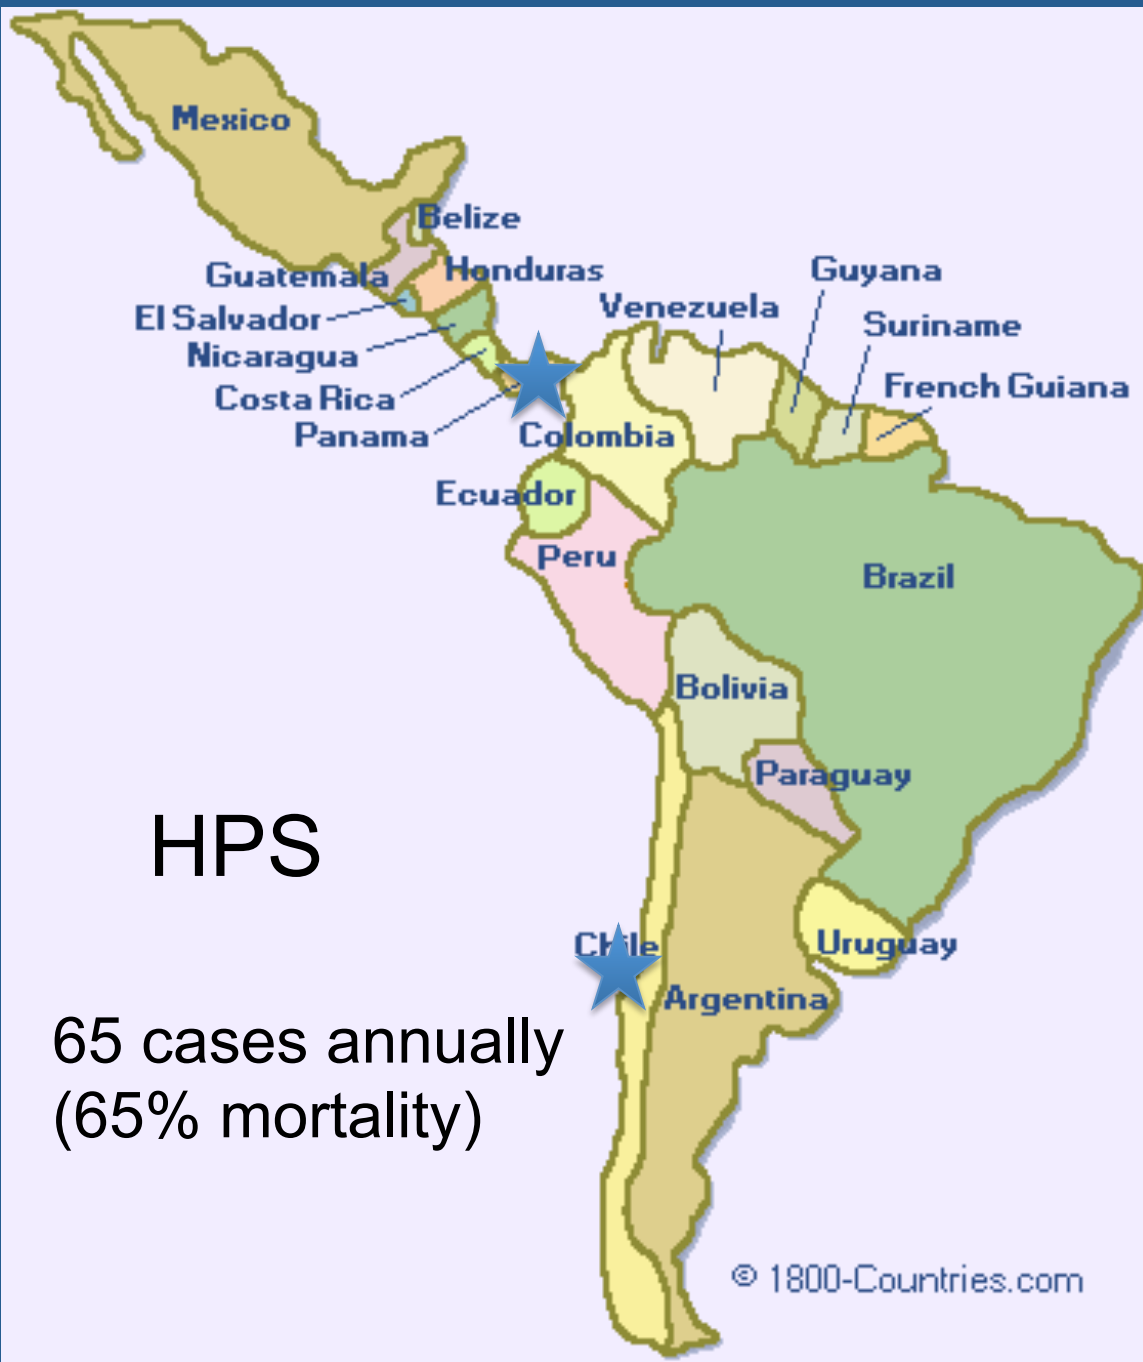 Mexico
Belize
Guatemala
Honduras
El Salvador
Nicaragua
Costa Rica
Panama
Venezuela
Guyana
Suriname
French Guiana
Colombia
Ecuador
Peru
Brazil
Bolivia
Paraguay
HPS
Chile
Uruguay
Argentina
65 cases annually
(65% mortality)
© 1800-Countries.com